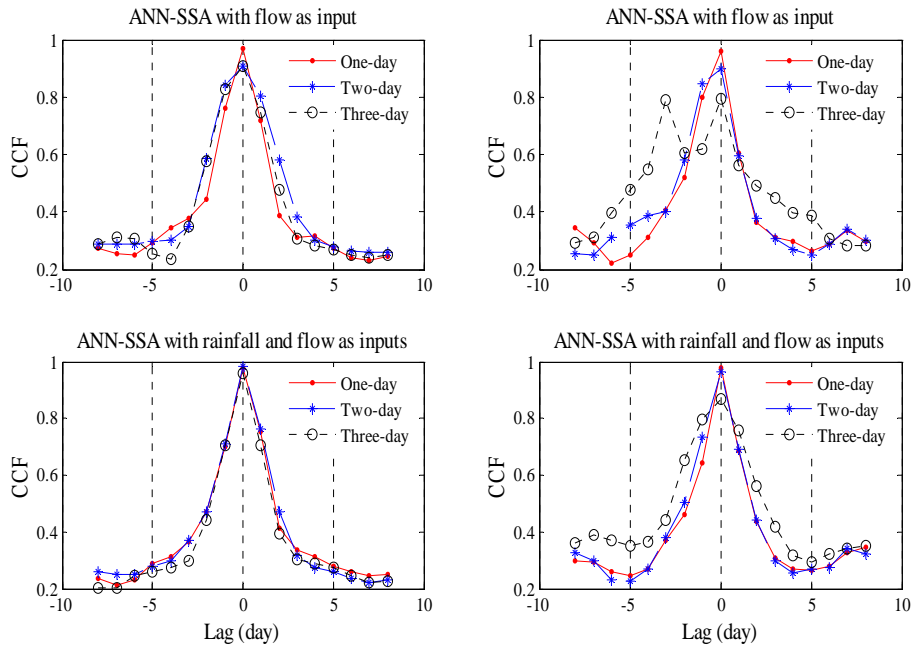 ANN-SSA with flow as input
1
0.8
0.6
0.4
0.2
CCF
-10
-5
0
5
10
One-day
Two-day
Three-day
ANN-SSA with flow as input
1
0.8
0.6
0.4
0.2
CCF
-10
-5
0
5
10
One-day
Two-day
Three-day
ANN-SSA with rainfall and flow as inputs
1
0.8
0.6
0.4
0.2
CCF
-10
-5
0
5
10
Lag (day)
One-day
Two-day
Three-day
ANN-SSA with rainfall and flow as inputs
1
0.8
0.6
0.4
0.2
CCF
-10
-5
0
5
10
Lag (day)
One-day
Two-day
Three-day